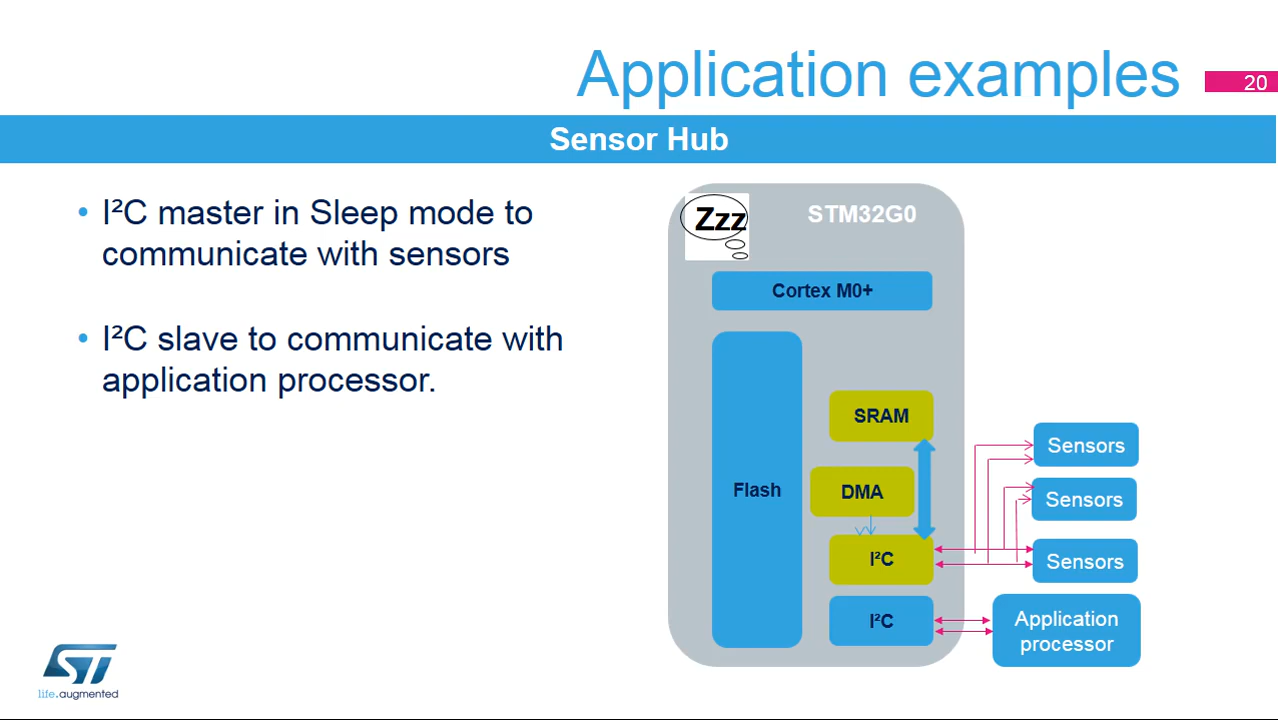 Application examples
20
Sensor Hub
• I²C master in Sleep mode to
communicate with sensors
• I²C slave to communicate with
application processor.
Zzz
STM32G0
Cortex M0+
Flash
SRAM
DMA
I²C
I²C
Sensors
Sensors
Sensors
Application
processor
ST
life.augmented